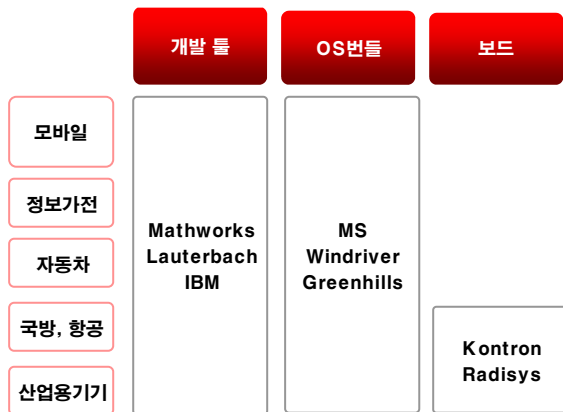 개발 툴
OS번들
보드
모바일
정보가전
자동차
국방, 항공
산업용기기
Mathworks
Lauterbach
IBM
MS
Windriver
Greenhills
Kontron
Radisys